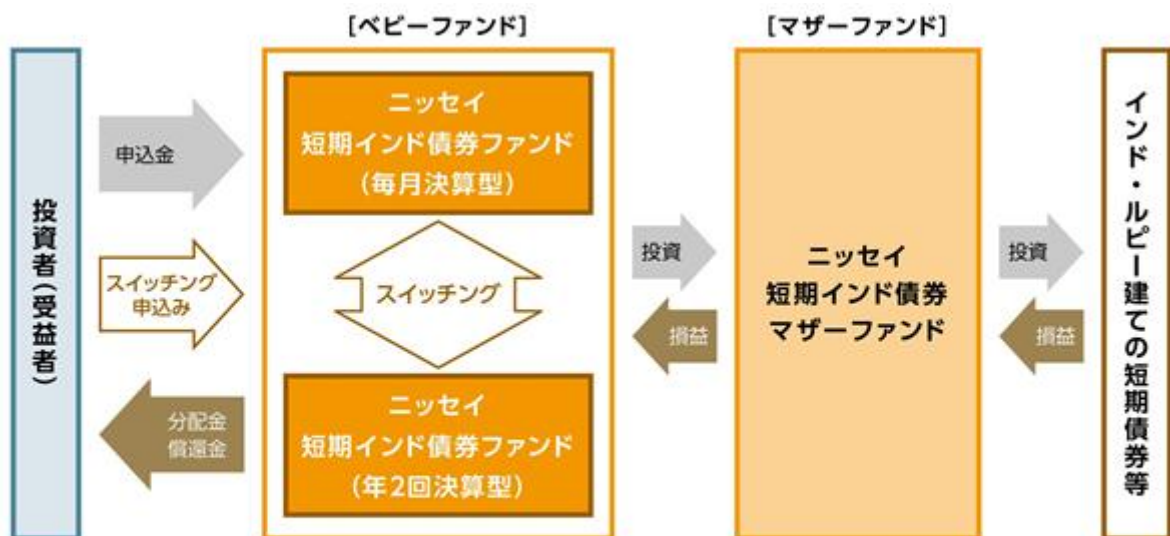 [ベビーファンド]
[マザーファンド]
投資者(受益者)
申込金
スイッチング
申込み
分配金
償還金
ニッセイ
短期インド債券ファンド
(毎月決算型)
スイッチング
ニッセイ
短期インド債券ファンド
(年2回決算型)
投資
損益
ニッセイ
短期インド債券
マザーファンド
投資
損益
インド・ルピー建ての短期債券等